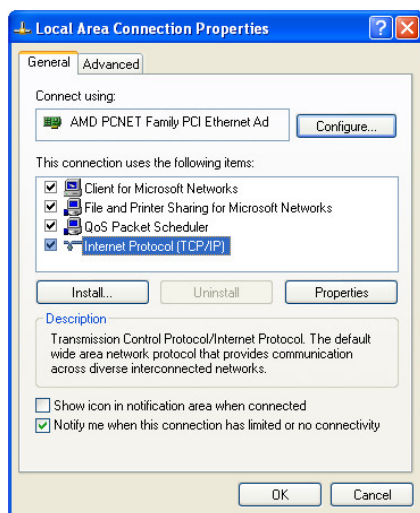 Local Area Connection Properties
General
Advanced
Connect using:
AMD PCNET Family PCI Ethernet Ad
Configure...
This connection uses the following items:
Client for Microsoft Networks
File and Printer Sharing for Microsoft Networks
QoS Packet Scheduler
Internet Protocol (TCP/IP)
Install...
Uninstall
Properties
Description
Transmission Control Protocol/Internet Protocol. The default
wide area network protocol that provides communication
across diverse interconnected networks.
Show icon in notification area when connected
Notify me when this connection has limited or no connectivity
OK
Cancel